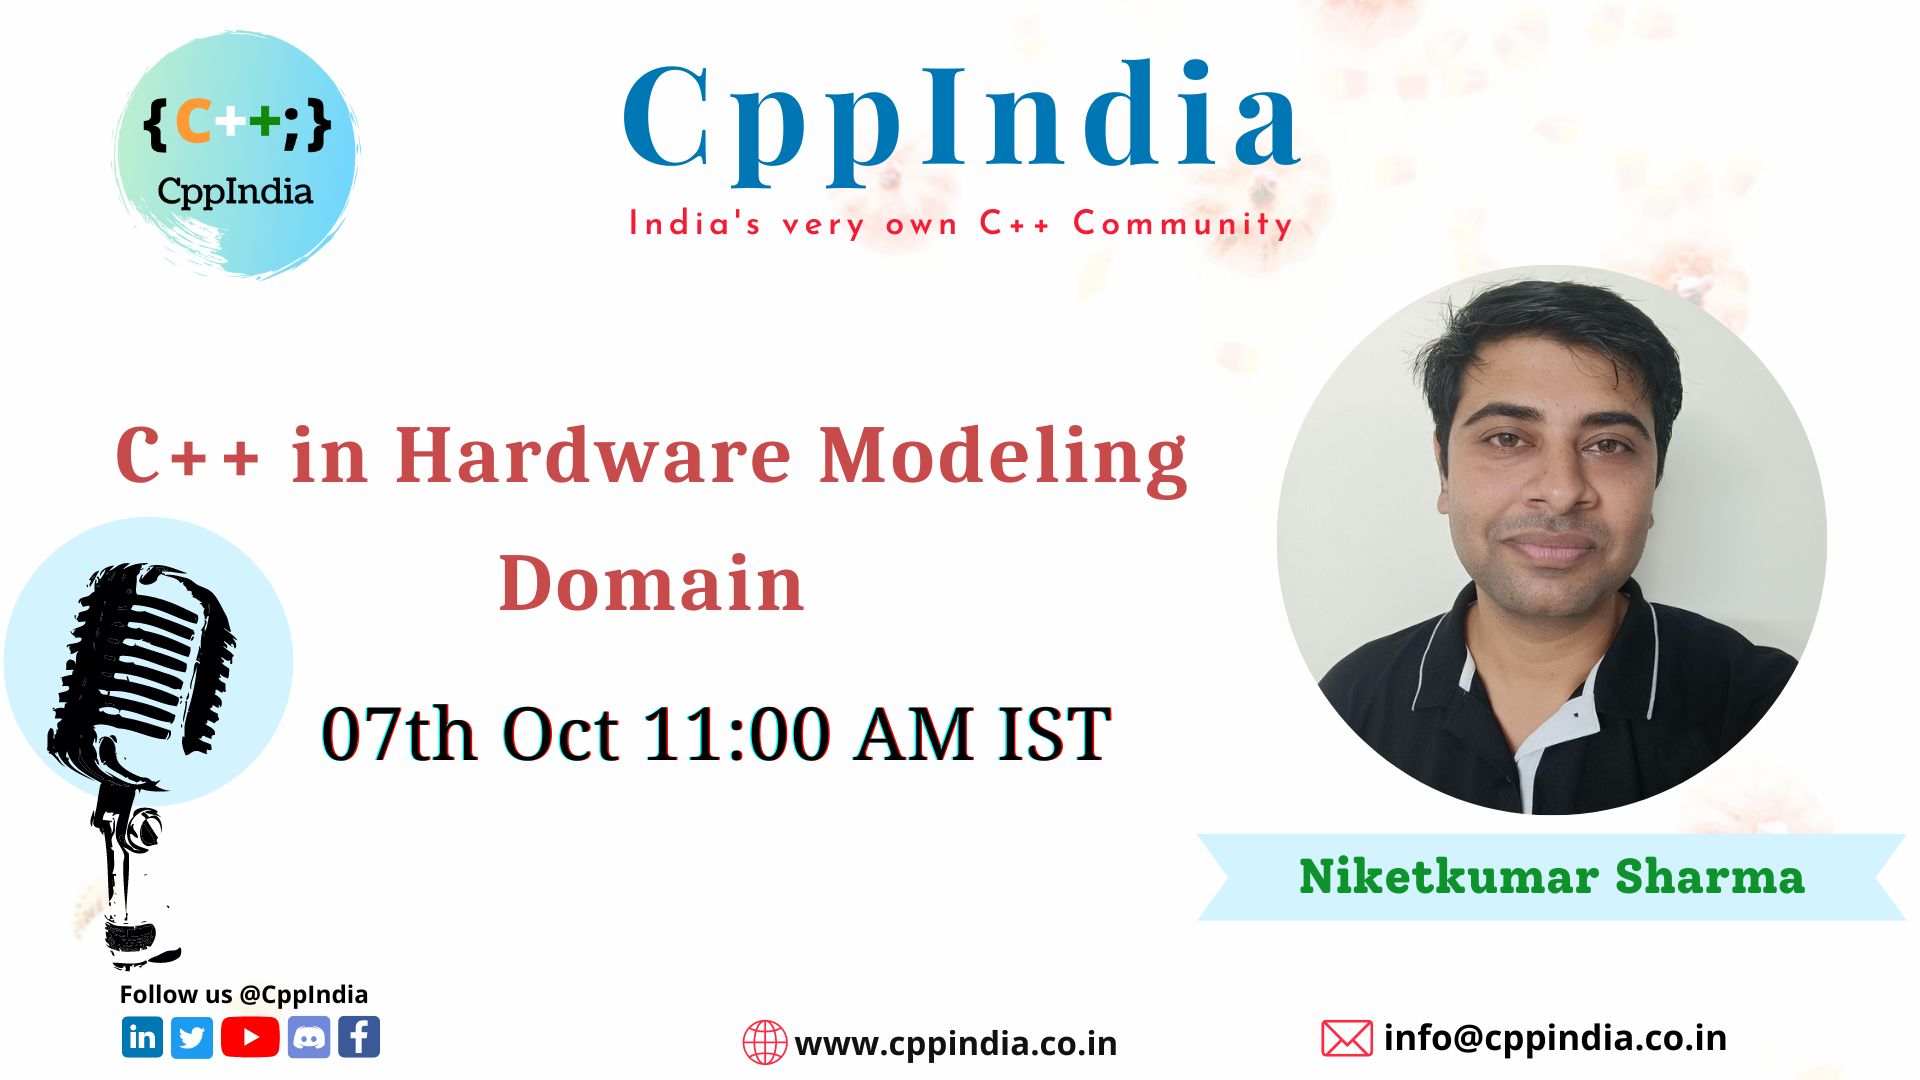 {C++;}
CppIndia
CppIndia
India's very own C++ Community
C++ in Hardware Modeling
Domain
07th Oct 11:00 AM IST
Niketkumar Sharma
Follow us @CppIndia
in
f
www.cppindia.co.in
info@cppindia.co.in